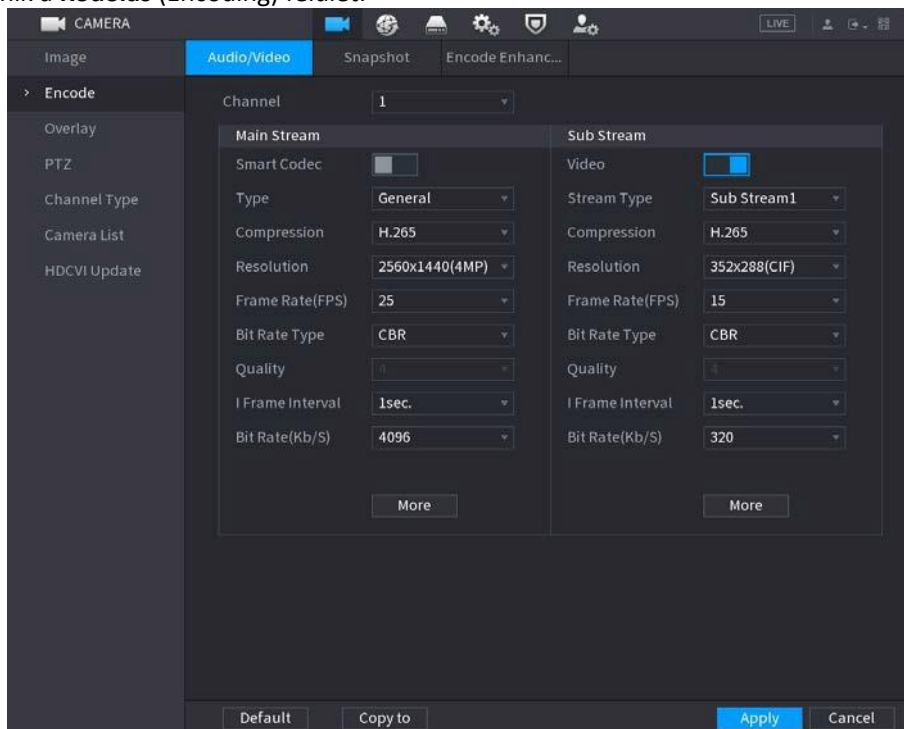 (Encoding) felület.
CAMERA LIVE
Image Audio/Video Snapshot Encode Enhanc...
Encode
Channel 1
Overlay
Main Stream Sub Stream
PTZ Smart Codec Video
Channel Type Type General Stream Type Sub Stream1
Camera List Compression H.265 Compression H.265
HDCVI Update Resolution 2560x1440(4MP) Resolution 352x288(CIF)
Frame Rate(FPS) 25 Frame Rate(FPS) 15
Bit Rate Type CBR Bit Rate Type CBR
Quality 4 Quality 4
I Frame Interval 1sec. I Frame Interval 1sec.
Bit Rate(Kb/S) 4096 Bit Rate(Kb/S) 320
More More
Default Copy to Apply Cancel